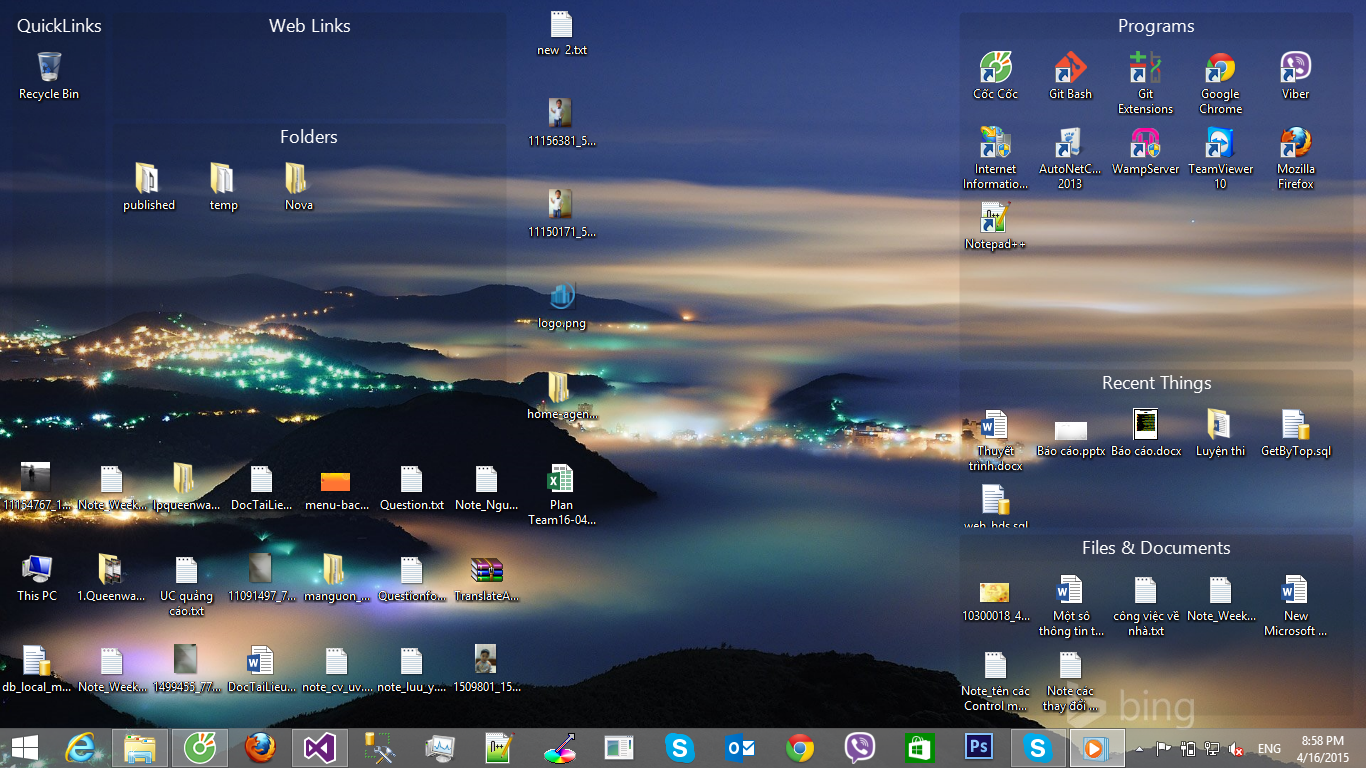 QuickLinks
Recycle Bin
Web Links
Folders
published
temp
Nova
new 2.txt
11156381_5...
11150171_5...
logo.png
home-agen...
11134767_1...
Note_Week...
lpqueenwa...
DocTaiLie...
menu-bac...
Question.txt
Note_Ngu...
Plan
Team16-04...
This PC
1.Queenwa...
UC quảng
cáo.txt
11091497_7...
manguon_...
Questionfo...
TranslateA...
db_local_m...
Note_Week...
1499455_77...
DocTaiLieu...
note_cv_uv....
note_luu_y....
1509801_15...
Programs
Cốc Cốc
Git Bash
Git
Extensions
Google
Chrome
Viber
Internet
Informatio...
AutoNetC...
2013
WampServer
TeamViewer
10
Mozilla
Firefox
Notepad++
Recent Things
Thuyết
trình.docx
Báo cáo.pptx
Báo cáo.docx
Luyện thi
GetByTop.sql
web_bds.sql
Files & Documents
10300018_4...
Một số
thông tin t...
công việc về
nhà.txt
Note_Week...
New
Microsoft ...
Note_tên các
Control m...
Note các
thay đổi ...
bing
Ps
ENG
8:58 PM
4/16/2015